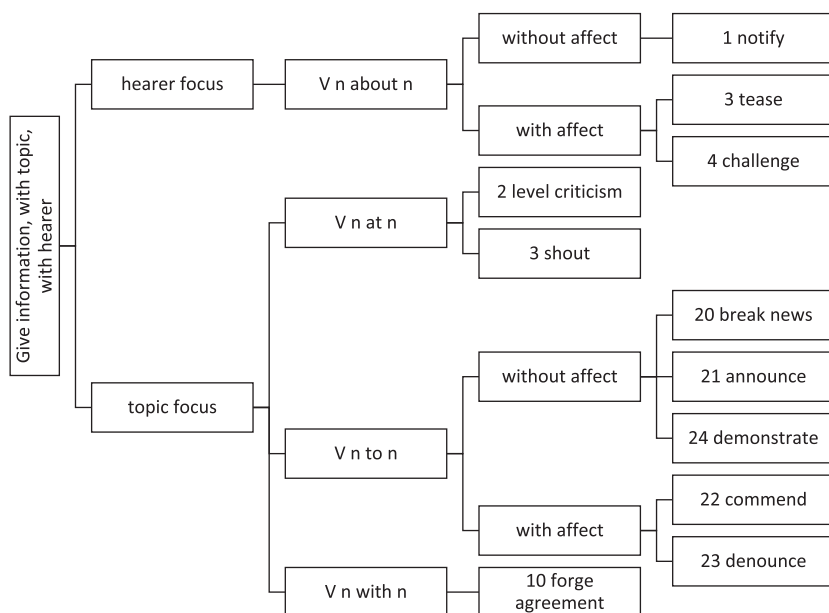 Give information, with topic,
with hearer
hearer focus
V n about n
without affect
1 notify
with affect
3 tease
4 challenge
topic focus
V n at n
2 level criticism
3 shout
V n to n
without affect
20 break news
21 announce
24 demonstrate
with affect
22 commend
23 denounce
V n with n
10 forge
agreement